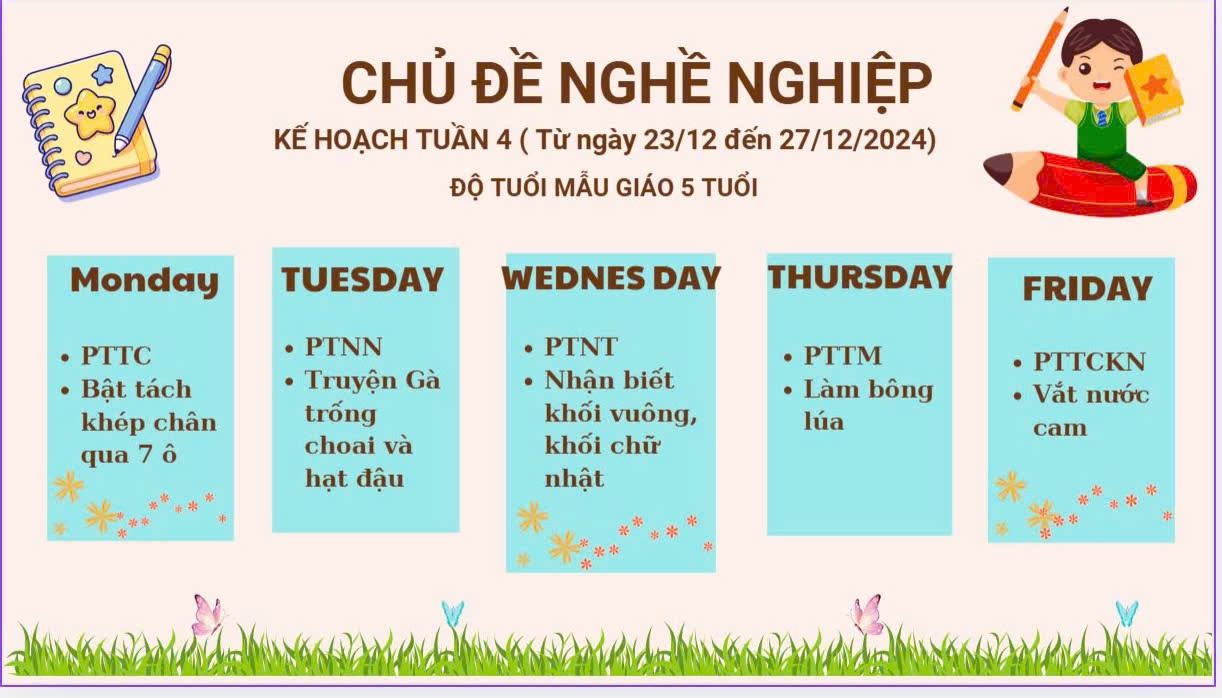 CHỦ ĐỀ NGHỀ NGHIỆP
KẾ HOẠCH TUẦN 4 ( Từ ngày 23/12 đến 27/12/2024)
ĐỘ TUỔI MẪU GIÁO 5 TUỔI
Monday
• PTTC
• Bật tách
khép chân
qua 7 ô
TUESDAY
• PTNN
• Truyện Gà
trống
choai và
hạt đậu
WEDNES DAY
• PTNT
• Nhận biết
khối vuông,
khối chữ
nhật
THURSDAY
• PTTM
• Làm bông
lúa
FRIDAY
• PTTCKN
• Vắt nước
cam